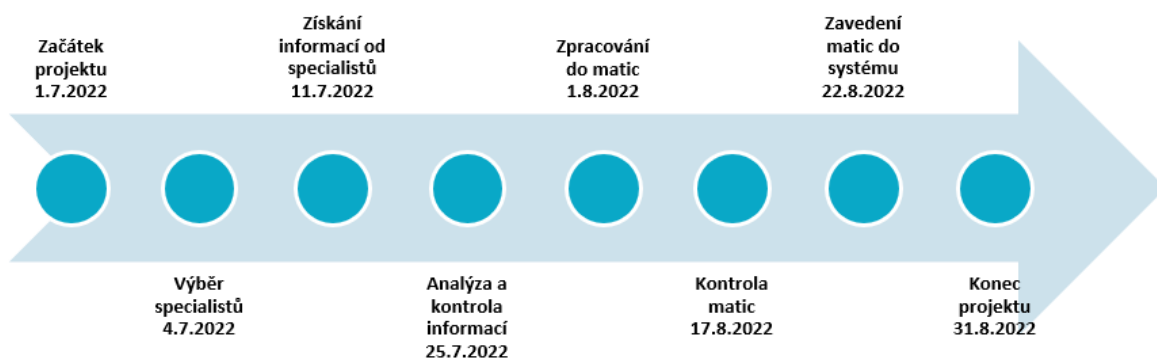 Začátek
projektu
1.7.2022
Výběr
specialistů
4.7.2022
Získání
informací od
specialistů
11.7.2022
Analýza a
kontrola
informací
25.7.2022
Zpracování
do matic
1.8.2022
Kontrola
matic
17.8.2022
Zavedení
matic do
systému
22.8.2022
Konec
projektu
31.8.2022